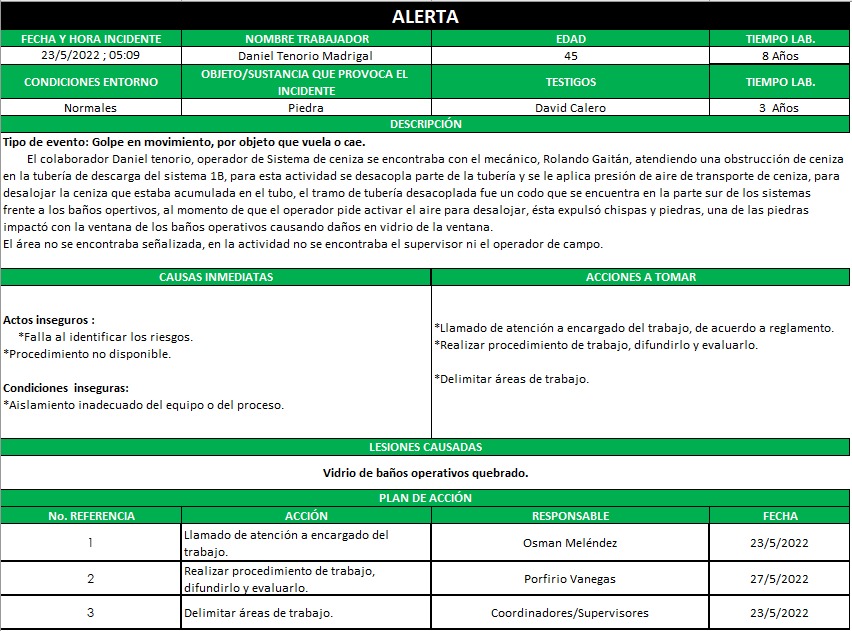 ALERTA
FECHA Y HORA INCIDENTE NOMBRE TRABAJADOR EDAD TIEMPO LAB.
23/5/2022 ; 05:09 Daniel Tenorio Madrigal 45 8 Años
CONDICIONES ENTORNO OBJETO/SUSTANCIA QUE PROVOCA EL INCIDENTE TESTIGOS TIEMPO LAB.
Normales Piedra David Calero 3 Años
DESCRIPCIÓN
Tipo de evento: Golpe en movimiento, por objeto que vuela o cae.
El colaborador Daniel tenorio, operador de Sistema de ceniza se encontraba con el mecánico, Rolando Gaitán, atendiendo una obstrucción de ceniza
en la tubería de descarga del sistema 1B, para esta actividad se desacopla parte de la tubería y se le aplica presión de aire de transporte de ceniza, para
desalojar la ceniza que estaba acumulada en el tubo, el tramo de tubería desacoplada fue un codo que se encuentra en la parte sur de los sistemas
frente a los baños opertivos, al momento de que el operador pide activar el aire para desalojar, ésta expulsó chispas y piedras, una de las piedras
impactó con la ventana de los baños operativos causando daños en vidrio de la ventana.
El área no se encontraba señalizada, en la actividad no se encontraba el supervisor ni el operador de campo.
CAUSAS INMEDIATAS ACCIONES A TOMAR
Actos inseguros :
*Falla al identificar los riesgos.
*Procedimiento no disponible.
Condiciones inseguras:
*Aislamiento inadecuado del equipo o del proceso.
*Llamado de atención a encargado del trabajo, de acuerdo a reglamento.
*Realizar procedimiento de trabajo, difundirlo y evaluarlo.
*Delimitar áreas de trabajo.
LESIONES CAUSADAS
Vidrio de baños operativos quebrado.
PLAN DE ACCIÓN
No. REFERENCIA ACCIÓN RESPONSABLE FECHA
1 Llamado de atención a encargado del trabajo. Osman Meléndez 23/5/2022
2 Realizar procedimiento de trabajo, difundirlo y evaluarlo. Porfirio Vanegas 27/5/2022
3 Delimitar áreas de trabajo. Coordinadores/Supervisores 23/5/2022